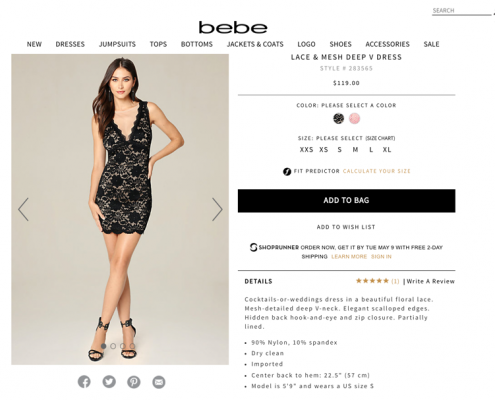 SEARCH
bebe
NEW DRESSES JUMPSUITS TOPS BOTTOMS JACKETS & COATS LOGO SHOES ACCESSORIES SALE
LACE & MESH DEEP V DRESS
STYLE # 283565
$119.00
COLOR: PLEASE SELECT A COLOR
SIZE: PLEASE SELECT (SIZE CHART)
XXS XS S M L XL
FIT PREDICTOR CALCULATE YOUR SIZE
ADD TO BAG
ADD TO WISH LIST
SHOPRUNNER ORDER NOW, GET IT BY TUE MAY 9 WITH FREE 2-DAY
SHIPPING LEARN MORE SIGN IN
DETAILS (1) | Write A Review
Cocktails-or-weddings dress in a beautiful floral lace.
Mesh-detailed deep V-neck. Elegant scalloped edges.
Hidden back hook-and-eye and zip closure. Partially
lined.
• 90% Nylon, 10% spandex
• Dry clean
• Imported
• Center back to hem: 22.5" (57 cm)
• Model is 5'9" and wears a US size S